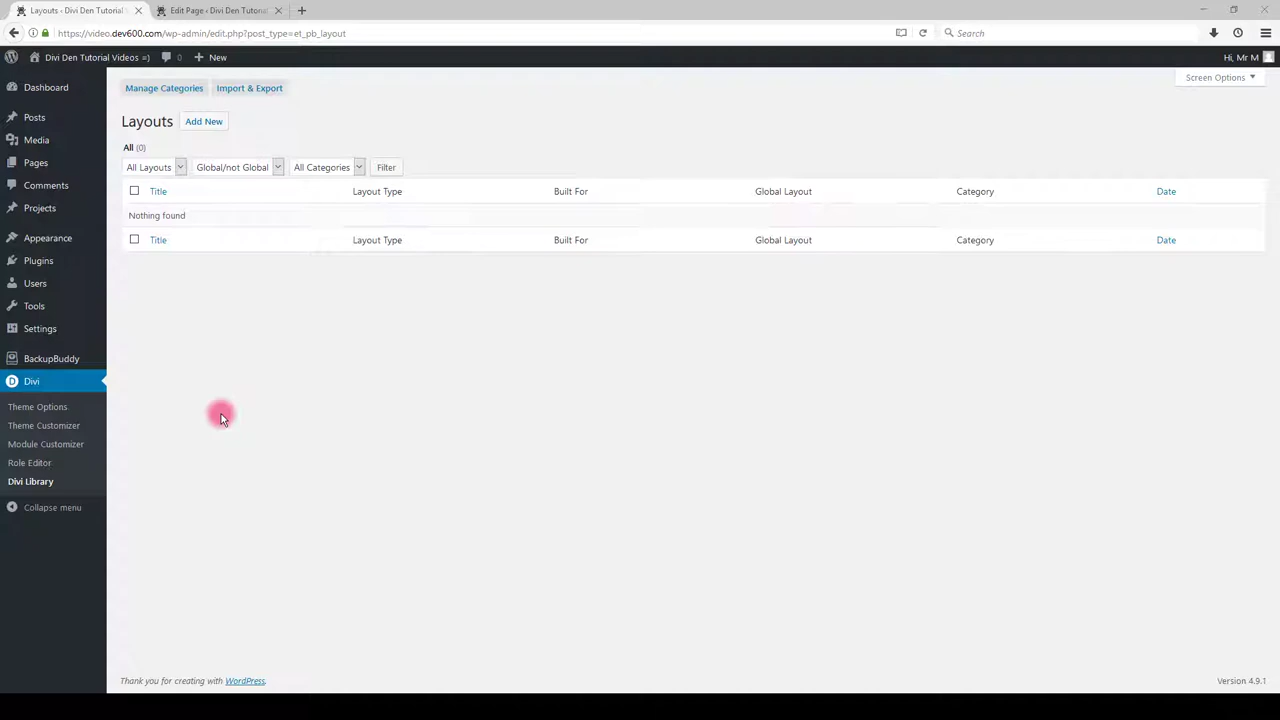 Layouts ‹ Divi Den Tutorial
Edit Page ‹ Divi Den Tutorial
https://video.dev600.com/wp-admin/edit.php?post_type=et_pb_layout
Search
Divi Den Tutorial Videos =)
0
New
Hi, Mr M
Dashboard
Posts
Media
Pages
Comments
Projects
Appearance
Plugins
Users
Tools
Settings
BackupBuddy
Divi
Theme Options
Theme Customizer
Module Customizer
Role Editor
Divi Library
Collapse menu
Manage Categories
Import & Export
Screen Options
Layouts
Add New
All (0)
All Layouts
Global/not Global
All Categories
Filter
Title Layout Type Built For Global Layout Category Date
Nothing found
Title Layout Type Built For Global Layout Category Date
Thank you for creating with WordPress.
Version 4.9.1